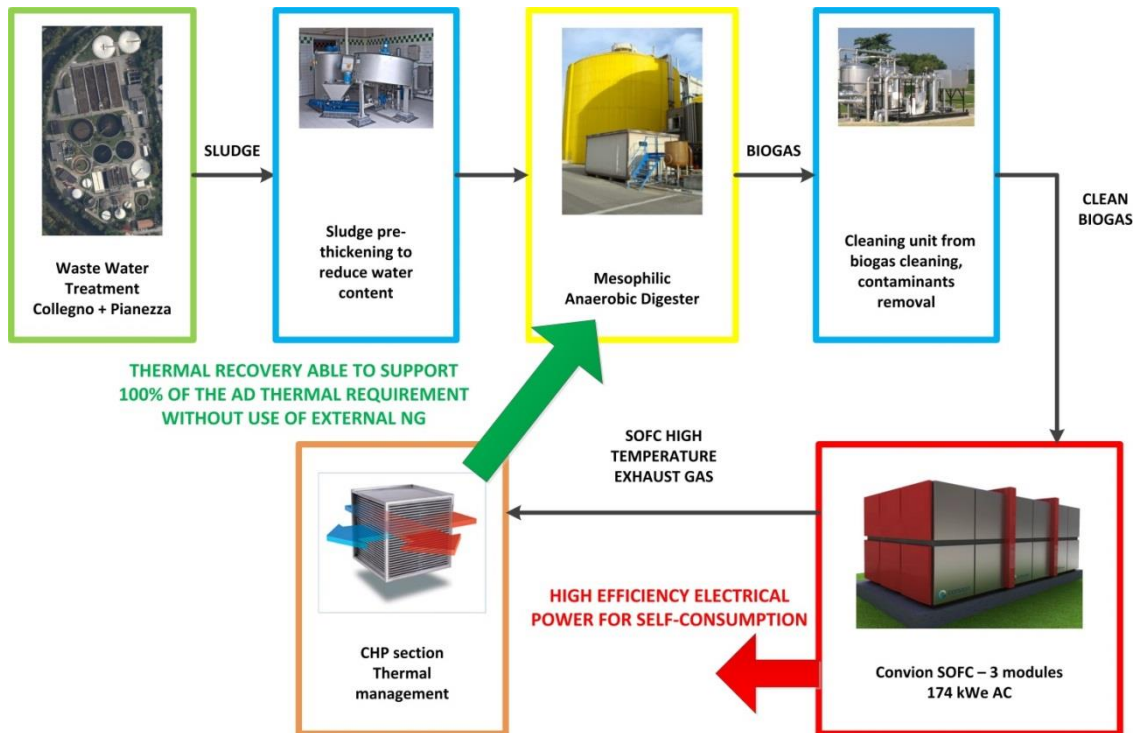 SLUDGE
BIOGAS
CLEAN
BIOGAS
Waste Water
Treatment
Collegno + Pianezza
Sludge pre-
thickening to
reduce water
content
Mesophilic
Anaerobic Digester
Cleaning unit from
biogas cleaning,
contaminants
removal
THERMAL RECOVERY ABLE TO SUPPORT
100% OF THE AD THERMAL REQUIREMENT
WITHOUT USE OF EXTERNAL NG
SOFC HIGH
TEMPERATURE
EXHAUST GAS
HIGH EFFICIENCY ELECTRICAL
POWER FOR SELF-CONSUMPTION
CHP section
Thermal
management
Convion SOFC – 3 modules
174 kWe AC